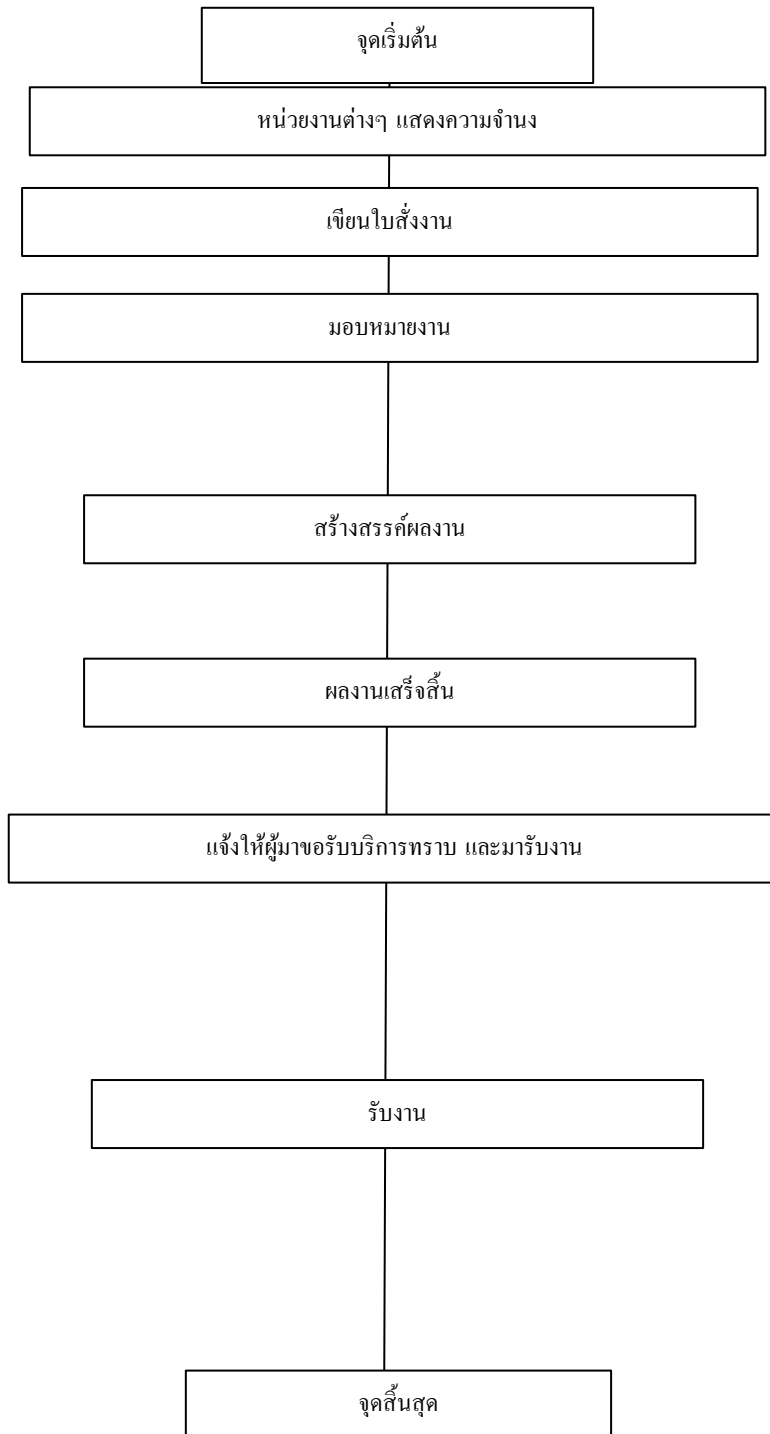 จุดเริ่มต้น
หน่วยงานต่างๆ แสดงความจำนง
เขียนใบสั่งงาน
มอบหมายงาน
สร้างสรรค์ผลงาน
ผลงานเสร็จสิ้น
แจ้งให้ผู้มาขอรับบริการทราบ และมารับงาน
รับงาน
จุดสิ้นสุด